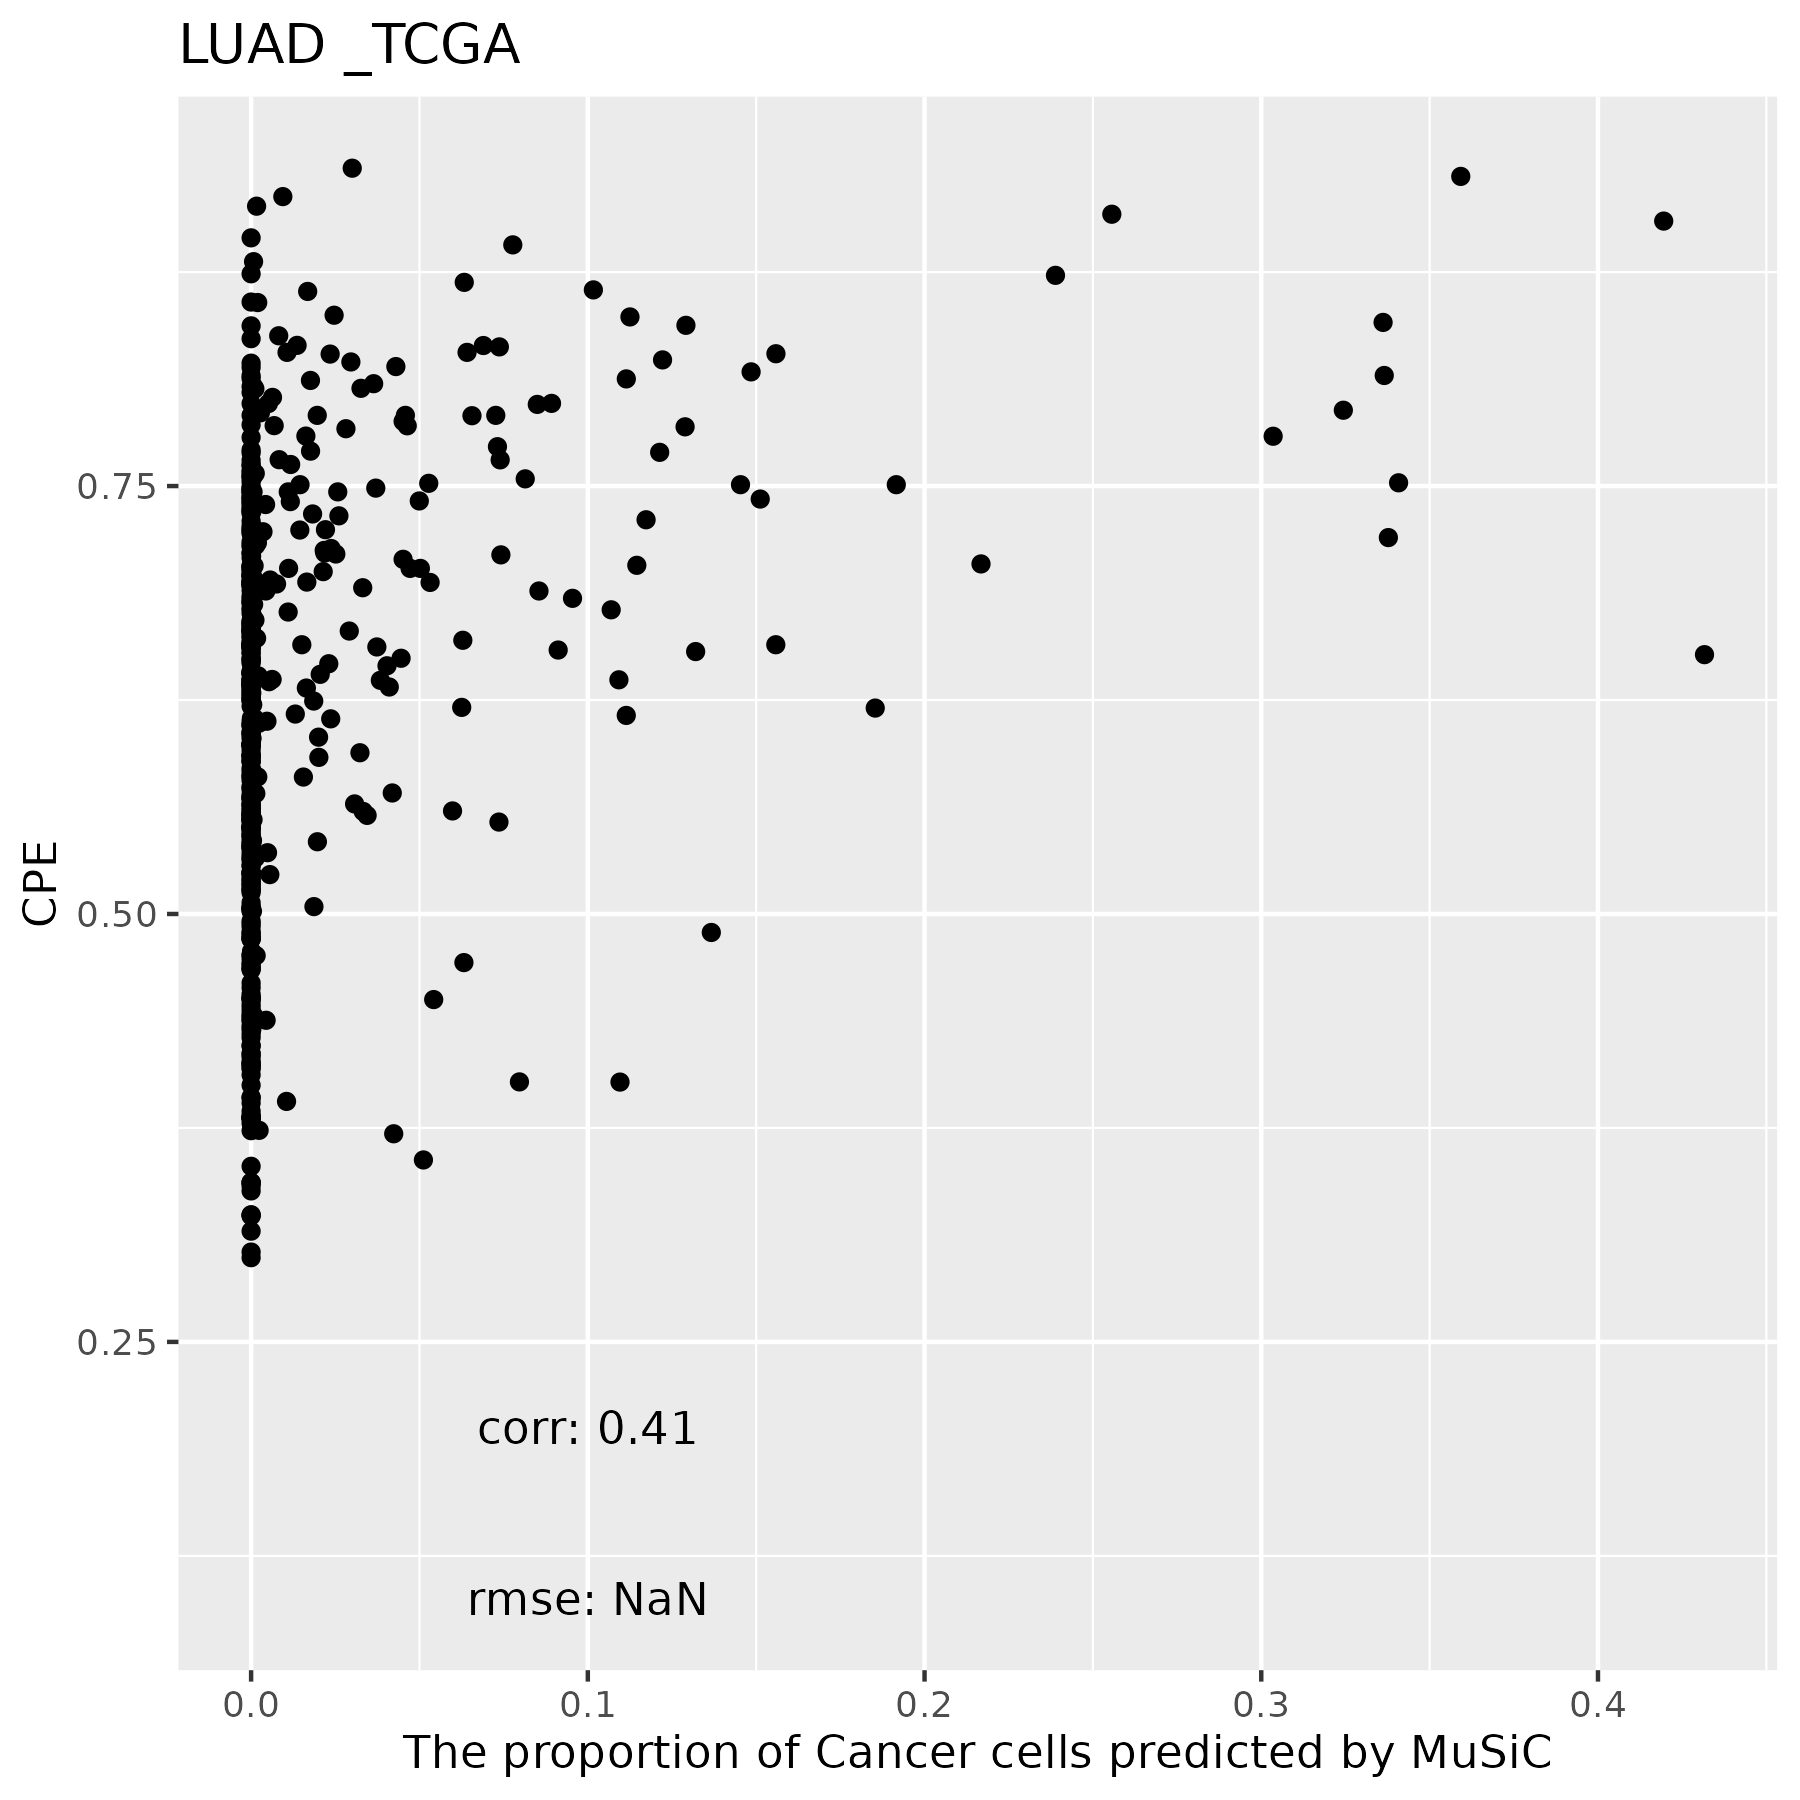 LUAD _TCGA
CPE
0.75
0.50
0.25
corr: 0.41
rmse: NaN
0.0 0.1 0.2 0.3 0.4
The proportion of Cancer cells predicted by MuSiC